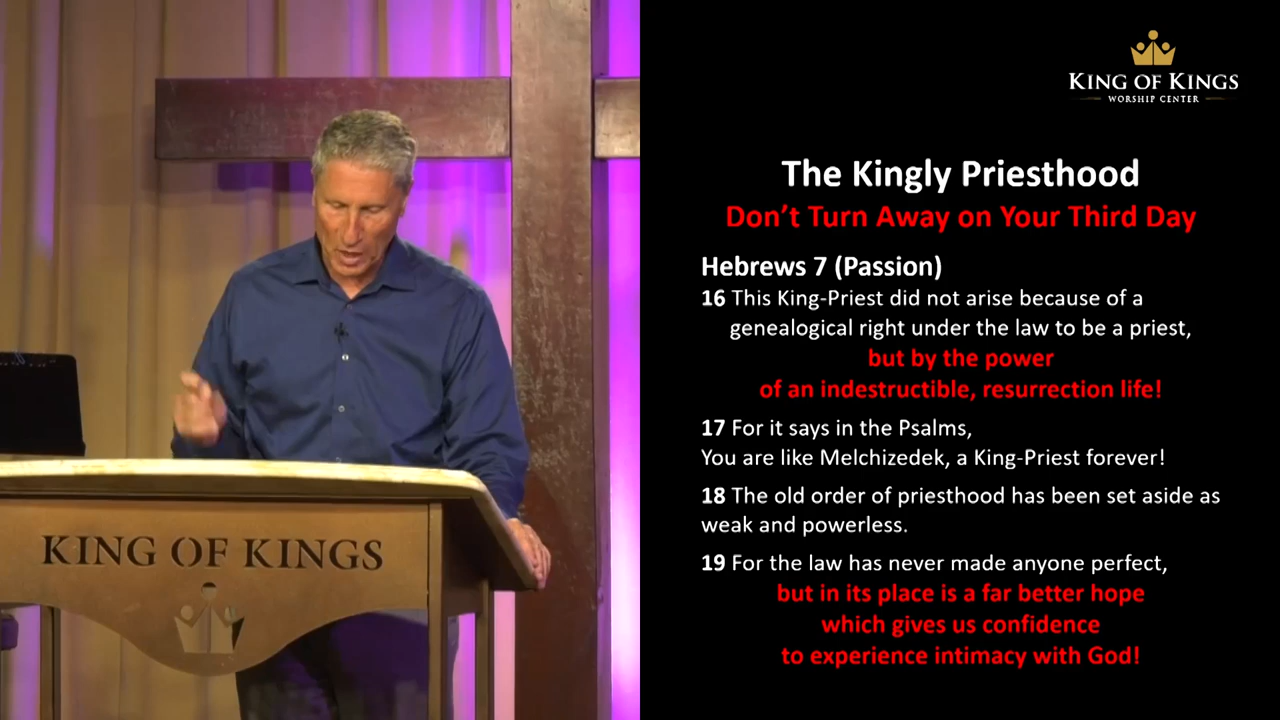 KING OF KINGS
WORSHIP CENTER
The Kingly Priesthood
Don’t Turn Away on Your Third Day
Hebrews 7 (Passion)
16 This King-Priest did not arise because of a
genealogical right under the law to be a priest,
but by the power
of an indestructible, resurrection life!
17 For it says in the Psalms,
You are like Melchizedek, a King-Priest forever!
18 The old order of priesthood has been set aside as
weak and powerless.
19 For the law has never made anyone perfect,
but in its place is a far better hope
which gives us confidence
to experience intimacy with God!
KING OF KINGS